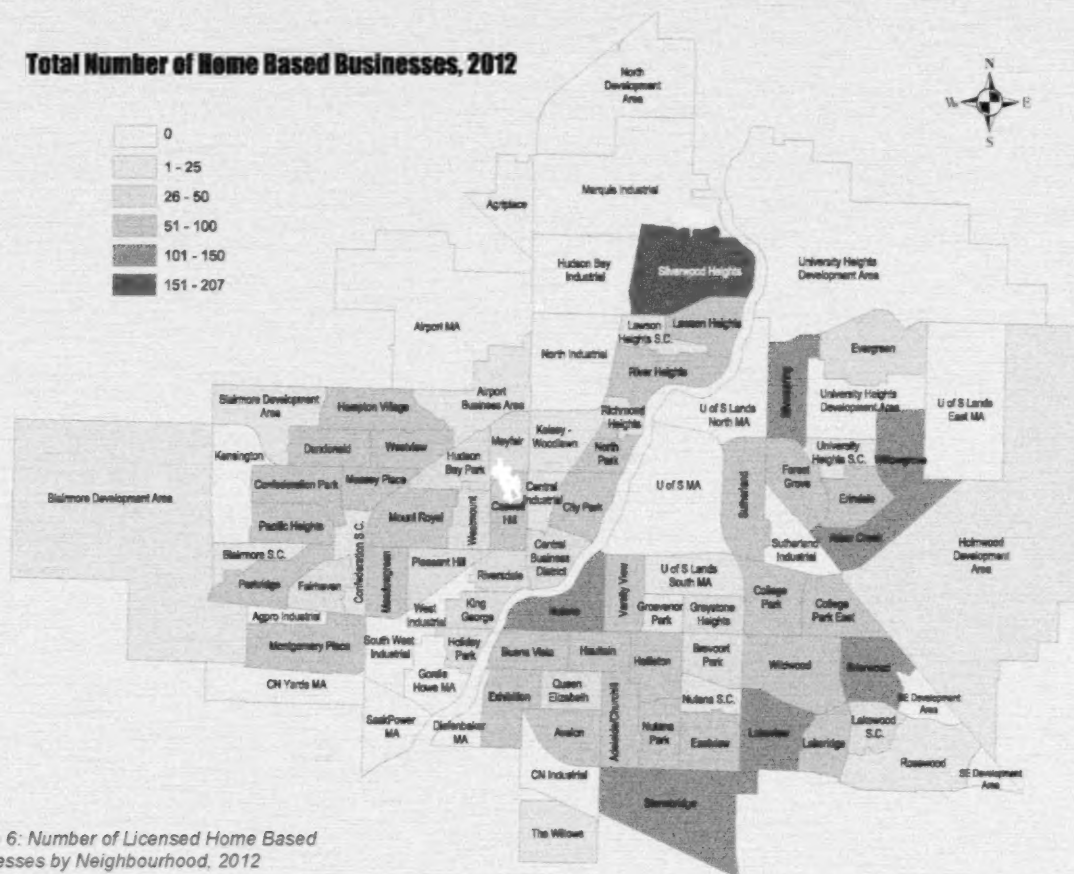 Total Number of Home Based Businesses, 2012
0
1 - 25
26 - 50
51 - 100
101 - 150
151 - 207
N
W
E
S
North
Development
Area
Marquis Industrial
Agriplace
Hudson Bay
Industrial
Silverwood Heights
University Heights
Development Area
Airport MA
Lawson
Heights S.C.
Lawson Heights
North Industrial
River Heights
Evergreen
Silverspring
Airport
Business Area
Blairmore Development
Area
Hampton Village
University Heights
Development Area
U of S Lands
East MA
U of S Lands
North MA
Richmond
Heights
Kelsey -
Woodlawn
Mayfair
Hudson
Bay Park
Westview
Dundonald
Kensington
North
Park
University
Heights S.C.
Willowgrove
Massey Place
Confederation Park
Central
Industrial
Caswell
Hill
City Park
U of S MA
Sutherland
Forest
Grove
Erindale
Blairmore Development Area
Pacific Heights
Mount Royal
Westmount
Confederation S.C.
Arbor Creek
Sutherland
Industrial
Holmwood
Development
Area
Blairmore S.C.
Central
Business
District
Pleasant Hill
Riversdale
Meadowgreen
Parkridge
Fairhaven
U of S Lands
South MA
Varsity View
College
Park
College
Park East
Agpro Industrial
West
Industrial
King
George
Nutana
Grosvenor
Park
Greystone
Heights
Montgomery Place
South West
Industrial
Holiday
Park
Buena Vista
Haultain
Holliston
Brevoort
Park
Wildwood
Briarwood
CN Yards MA
Gordie
Howe MA
Exhibition
Queen
Elizabeth
Adelaide/Churchill
Nutana S.C.
SE Development
Area
SaskPower
MA
Diefenbaker
MA
Avalon
Nutana
Park
Eastview
Lakeview
Lakeridge
Lakewood
S.C.
Rosewood
SE Development
Area
CN Industrial
Stonebridge
The Willows
6: Number of Licensed Home Based
esses by Neighbourhood, 2012